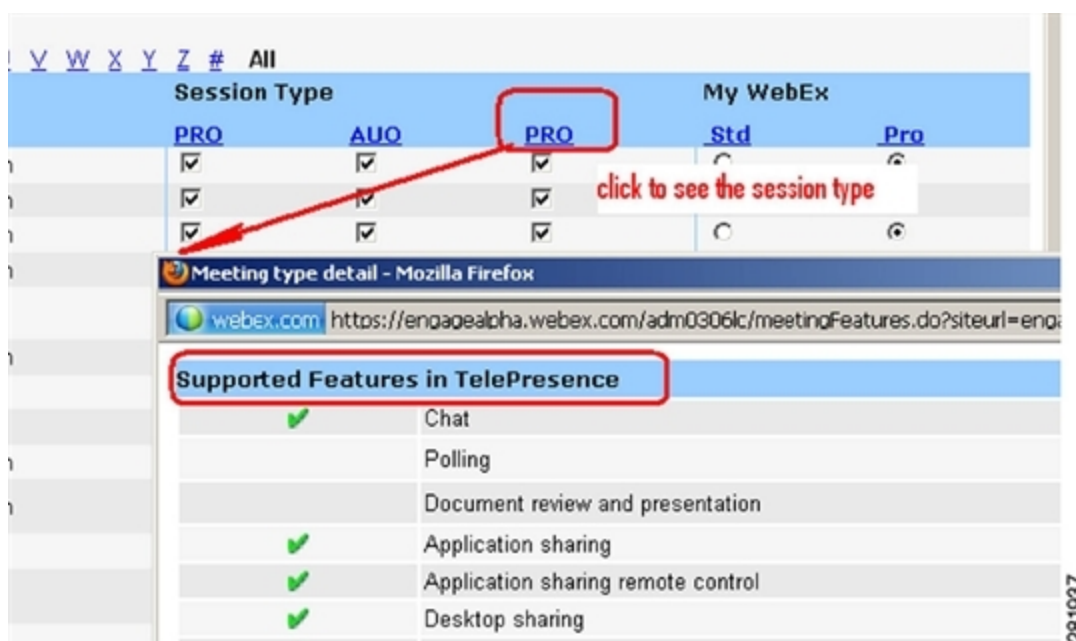 V W X Y Z # All
Session Type My WebEx
PRO AUO PRO Std Pro
click to see the session type
Meeting type detail - Mozilla Firefox
webex.com https://engagealpha.webex.com/adm0306lc/meetingFeatures.do?siteurl=enga
Supported Features in TelePresence
Chat
Polling
Document review and presentation
Application sharing
Application sharing remote control
Desktop sharing